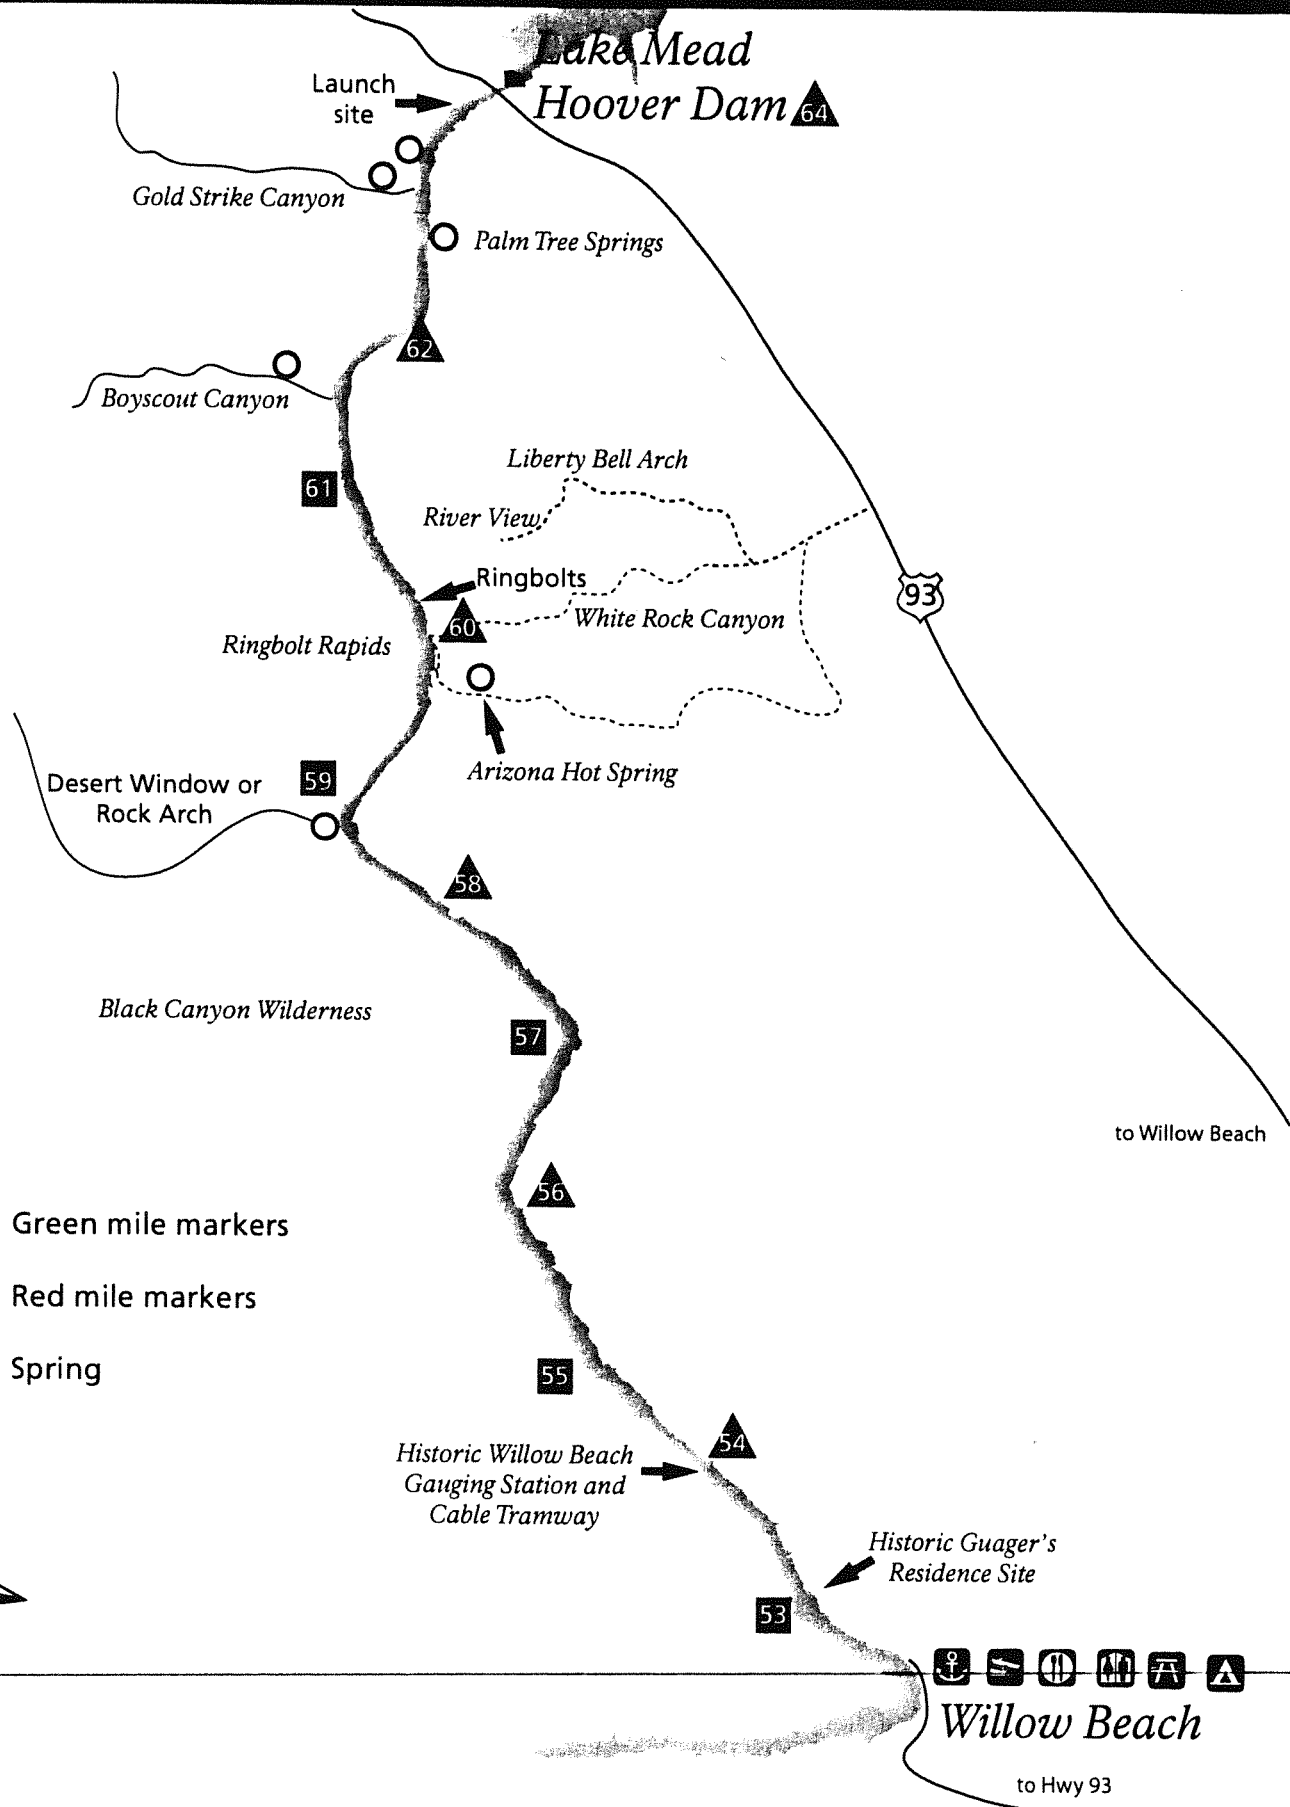 Lake Mead
Hoover Dam 64
Launch
site
Gold Strike Canyon
Palm Tree Springs
62
Boyscout Canyon
Liberty Bell Arch
61
River View
Ringbolts
93
60
White Rock Canyon
Ringbolt Rapids
Arizona Hot Spring
59
Desert Window or
Rock Arch
58
Black Canyon Wilderness
57
to Willow Beach
56
Green mile markers
Red mile markers
Spring
55
54
Historic Willow Beach
Gauging Station and
Cable Tramway
Historic Guager's
Residence Site
53
Willow Beach
to Hwy 93